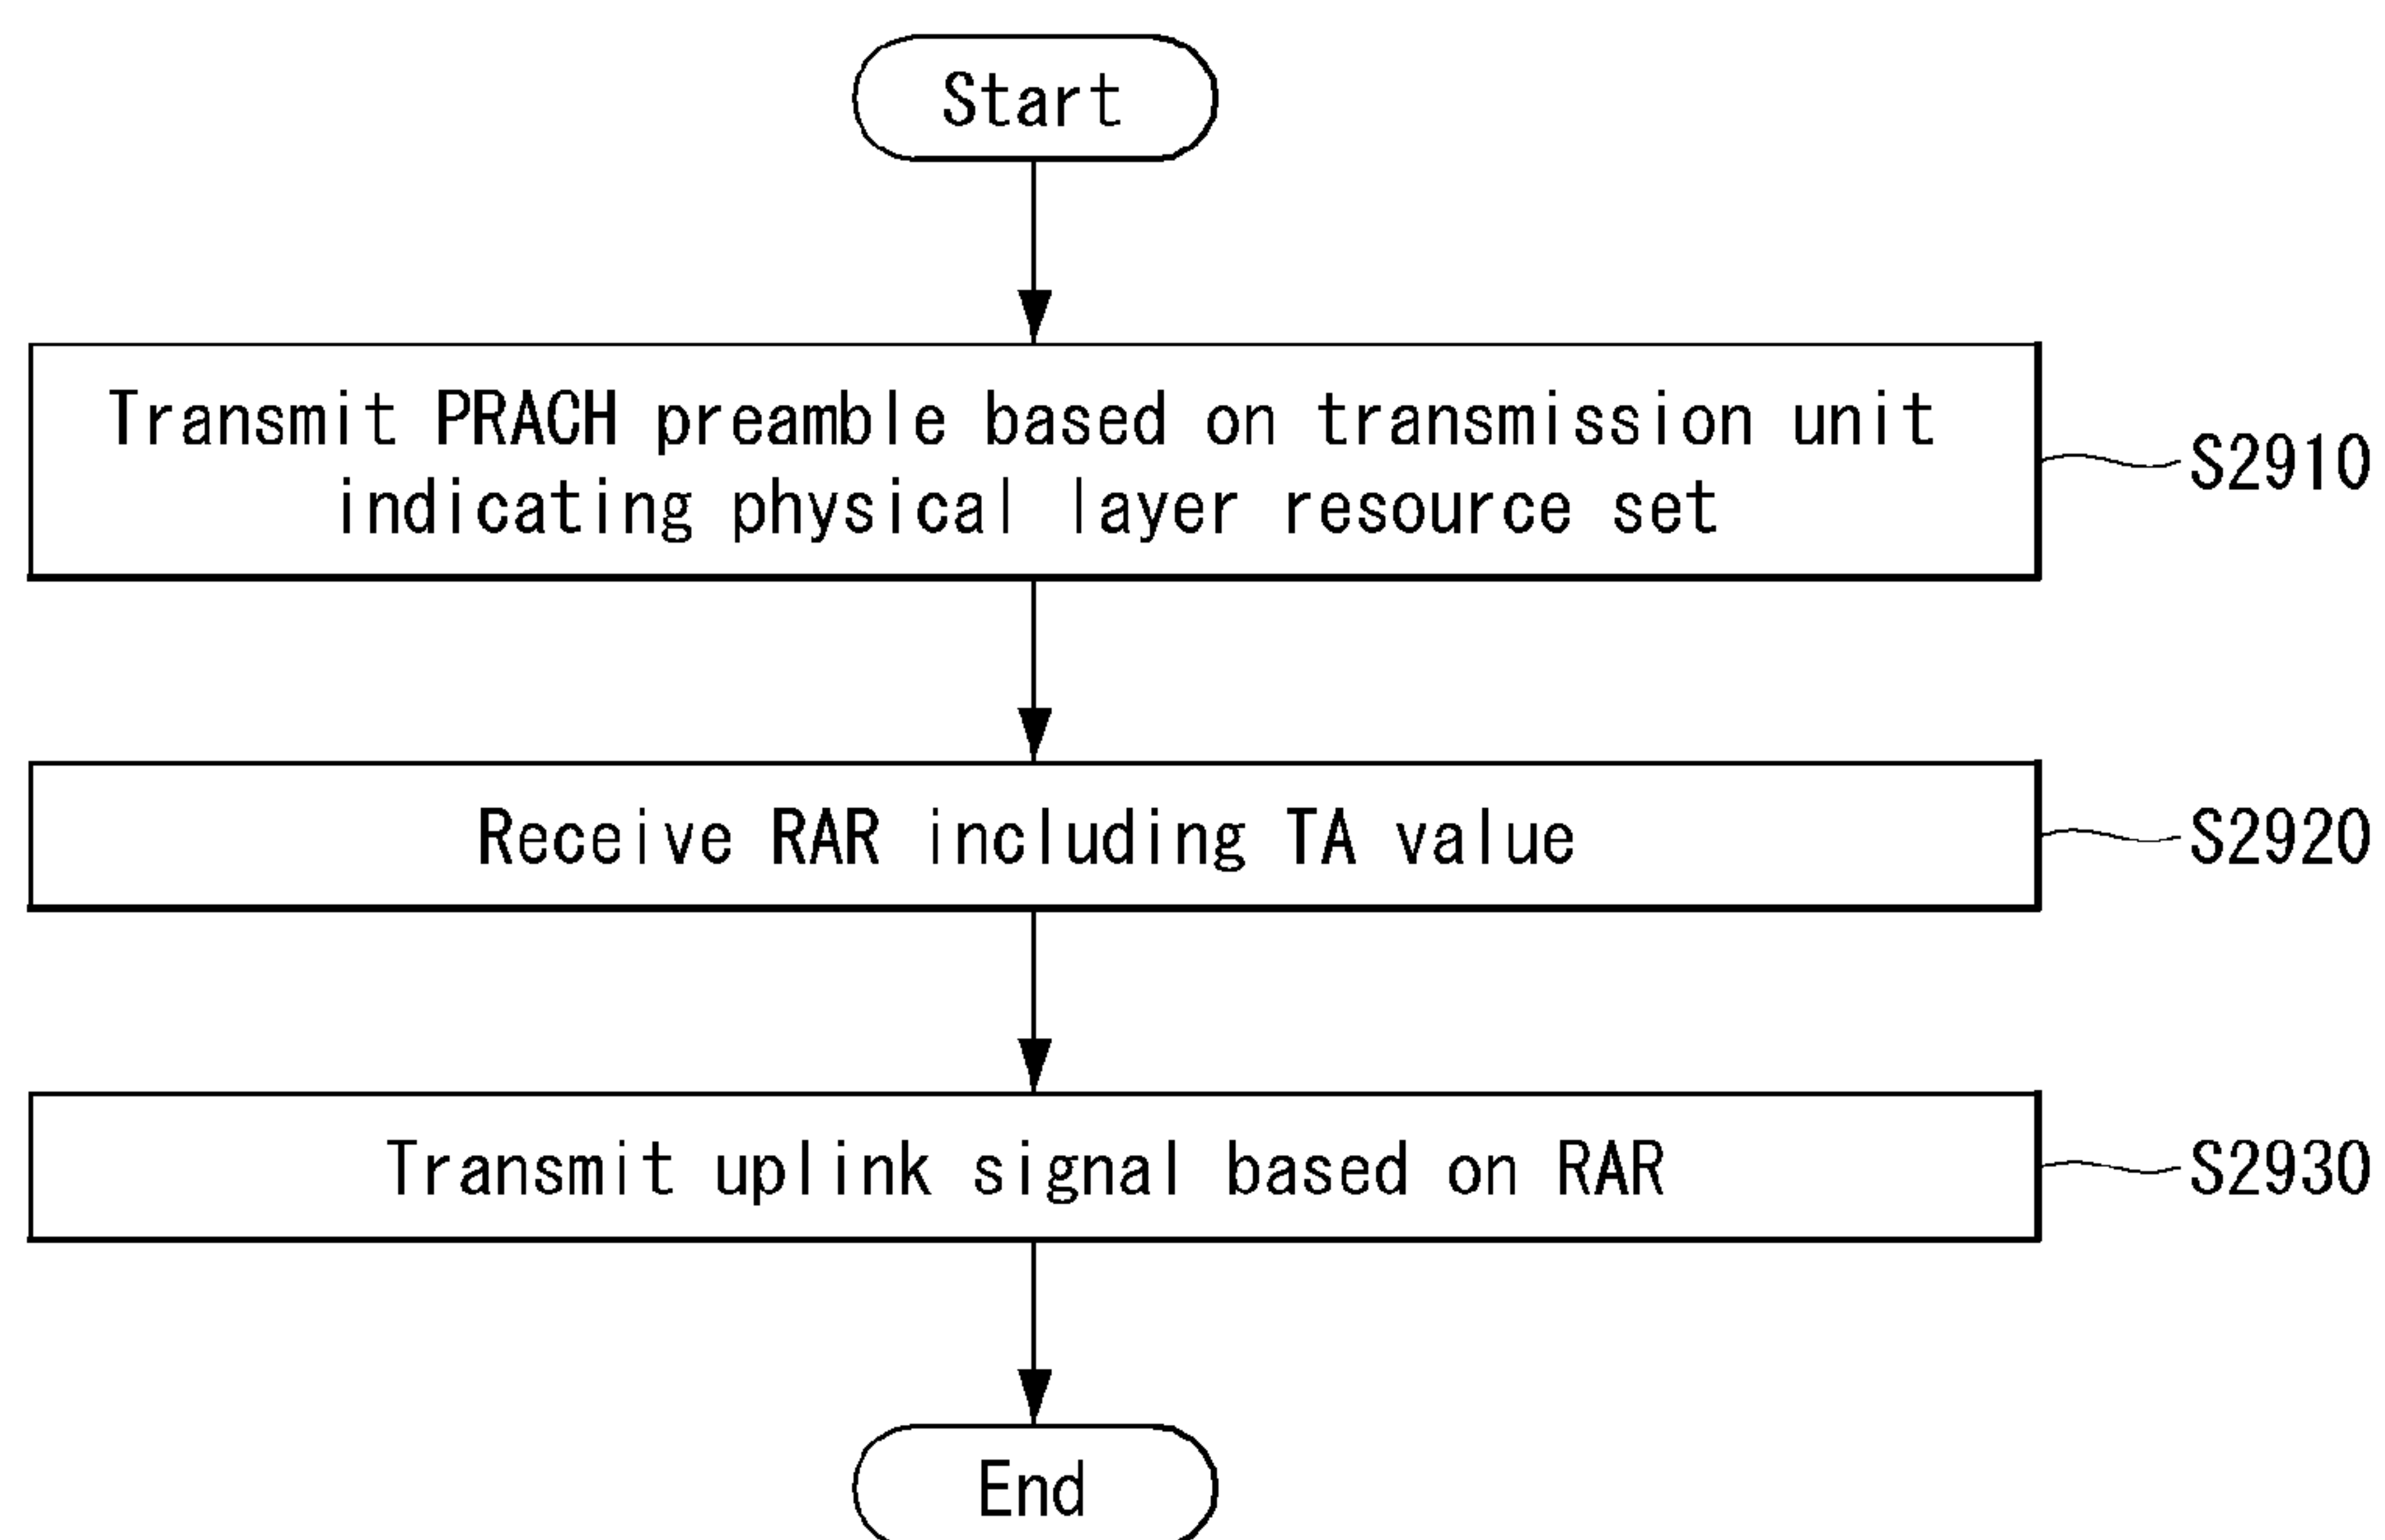 Start
Transmit PRACH preamble based on transmission unit
indicating physical layer resource set
S2910
Receive RAR including TA value
S2920
Transmit uplink signal based on RAR
S2930
End